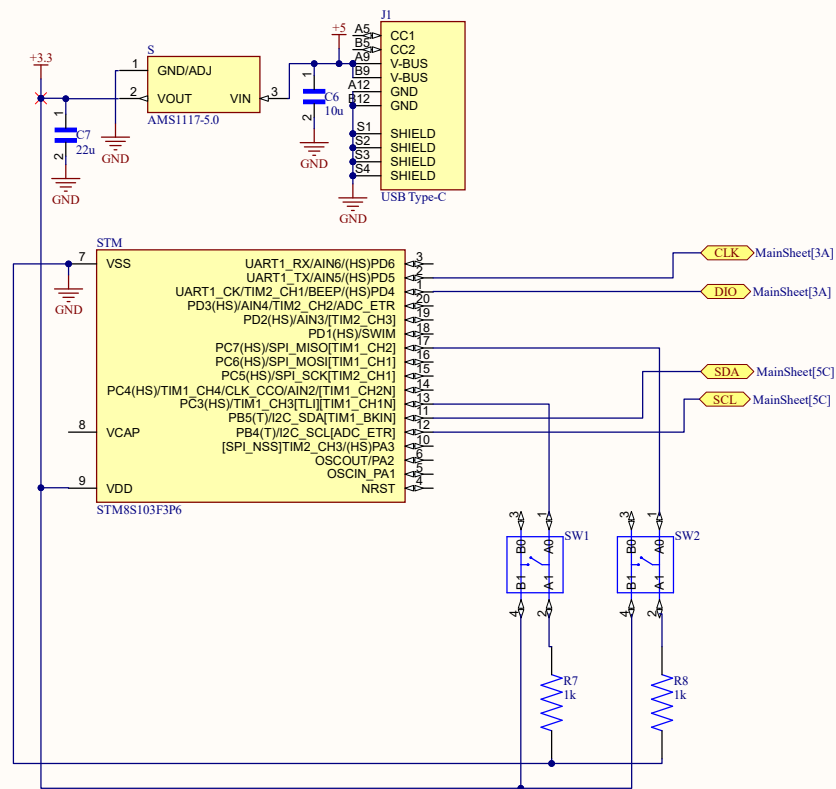 J1
+5
A5 CC1
B5 CC2
A9 V-BUS
B9 V-BUS
A12 GND
B12 GND
S1 SHIELD
S2 SHIELD
S3 SHIELD
S4 SHIELD
USB Type-C
GND
+3.3
S
1 GND/ADJ
2 VOUT VIN 3
AMS1117-5.0
1
C6
10u
2
GND
1
C7
22u
2
GND
GND
STM
7 VSS
GND
8 VCAP
9 VDD
UART1_RX/AIN6/(HS)PD6 3
UART1_TX/AIN5/(HS)PD5 2
UART1_CK/TIM2_CH1/BEEP/(HS)PD4 1
PD3(HS)/AIN4/TIM2_CH2/ADC_ETR 20
PD2(HS)/AIN3/[TIM2_CH3] 19
PD1(HS)/SWIM 18
PC7(HS)/SPI_MISO[TIM1_CH2] 17
PC6(HS)/SPI_MOSI[TIM1_CH1] 16
PC5(HS)/SPI_SCK[TIM2_CH1] 15
PC4(HS)/TIM1_CH4/CLK_CCO/AIN2/[TIM1_CH2N] 14
PC3(HS)/TIM1_CH3[TLI][TIM1_CH1N] 13
PB5(T)/I2C_SDA[TIM1_BKIN] 11
PB4(T)/I2C_SCL[ADC_ETR] 12
[SPI_NSS]TIM2_CH3/(HS)PA3 10
OSCOUT/PA2 6
OSCIN_PA1 5
NRST 4
STM8S103F3P6
CLK MainSheet[3A]
DIO MainSheet[3A]
SDA MainSheet[5C]
SCL MainSheet[5C]
3 1
SW1
B0 A0
B1 A1
4 2
3 1
SW2
B0 A0
B1 A1
4 2
R7
1k
R8
1k